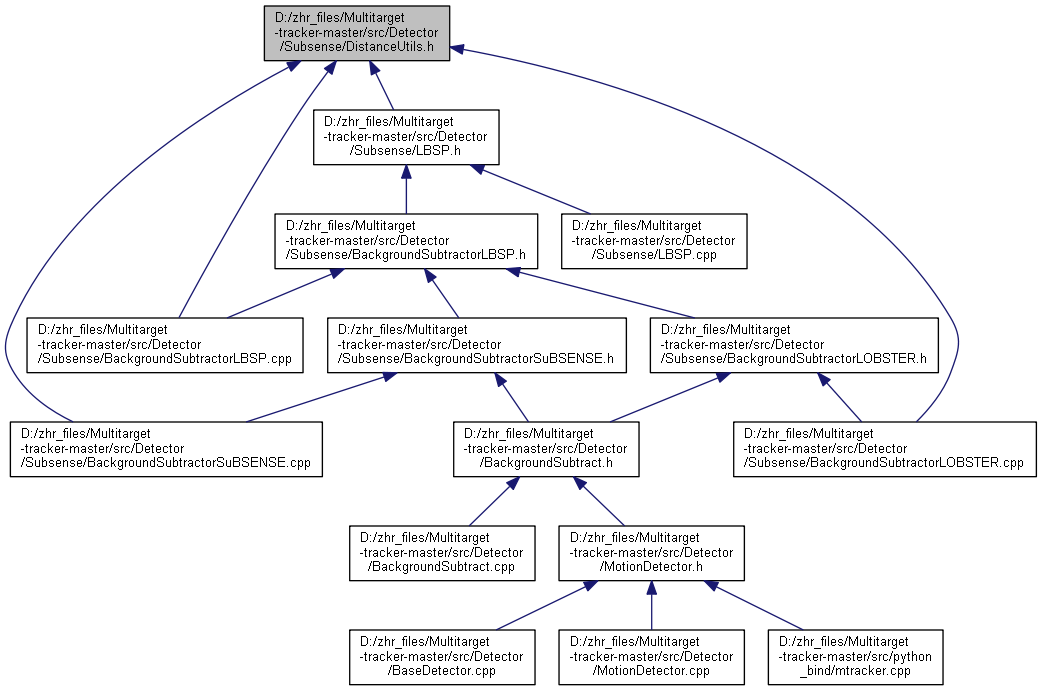 D:/zhr_files/Multitarget
-tracker-master/src/Detector
/Subsense/DistanceUtils.h
D:/zhr_files/Multitarget
-tracker-master/src/Detector
/Subsense/LBSP.h
D:/zhr_files/Multitarget
-tracker-master/src/Detector
/Subsense/BackgroundSubtractorLBSP.h
D:/zhr_files/Multitarget
-tracker-master/src/Detector
/Subsense/LBSP.cpp
D:/zhr_files/Multitarget
-tracker-master/src/Detector
/Subsense/BackgroundSubtractorLBSP.cpp
D:/zhr_files/Multitarget
-tracker-master/src/Detector
/Subsense/BackgroundSubtractorSuBSENSE.h
D:/zhr_files/Multitarget
-tracker-master/src/Detector
/Subsense/BackgroundSubtractorLOBSTER.h
D:/zhr_files/Multitarget
-tracker-master/src/Detector
/Subsense/BackgroundSubtractorSuBSENSE.cpp
D:/zhr_files/Multitarget
-tracker-master/src/Detector
/BackgroundSubtract.h
D:/zhr_files/Multitarget
-tracker-master/src/Detector
/Subsense/BackgroundSubtractorLOBSTER.cpp
D:/zhr_files/Multitarget
-tracker-master/src/Detector
/BackgroundSubtract.cpp
D:/zhr_files/Multitarget
-tracker-master/src/Detector
/MotionDetector.h
D:/zhr_files/Multitarget
-tracker-master/src/Detector
/BaseDetector.cpp
D:/zhr_files/Multitarget
-tracker-master/src/Detector
/MotionDetector.cpp
D:/zhr_files/Multitarget
-tracker-master/src/python
_bind/mtracker.cpp